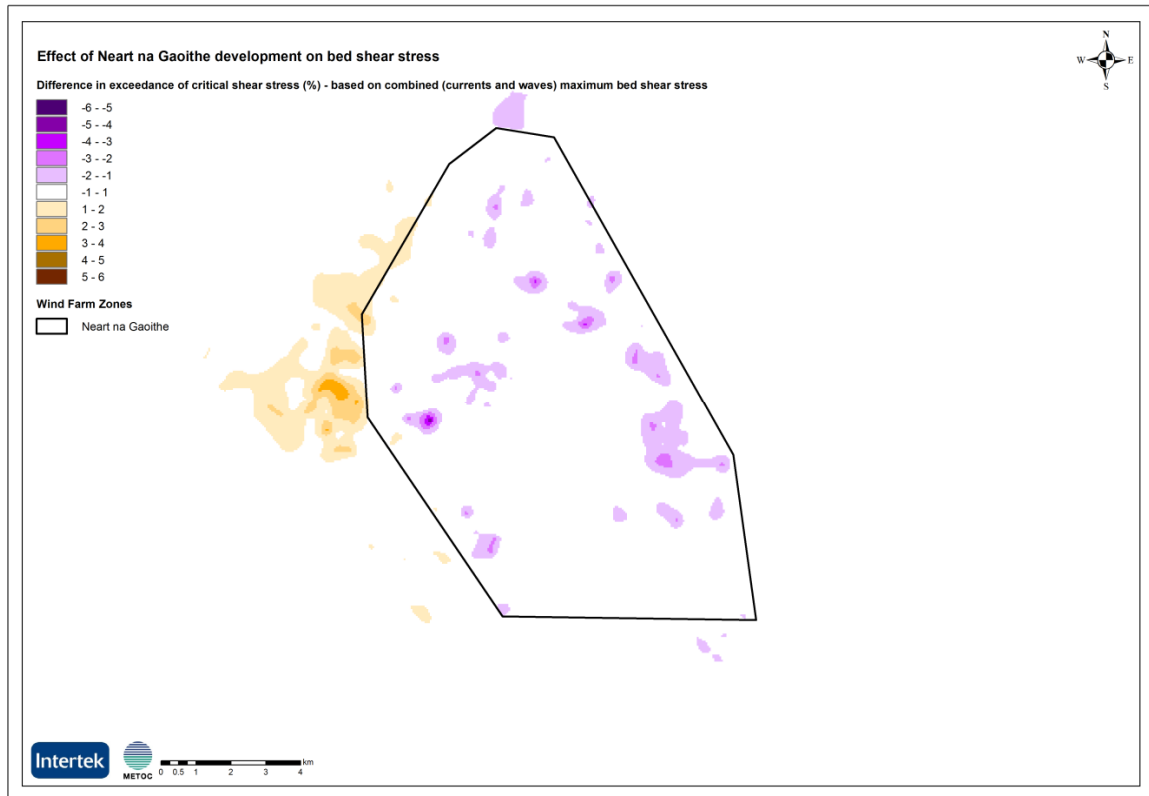 Effect of Neart na Gaoithe development on bed shear stress
Difference in exceedance of critical shear stress (%) - based on combined (currents and waves) maximum bed shear stress
N
W E
S
-6 - -5
-5 - -4
-4 - -3
-3 - -2
-2 - -1
-1 - 1
1 - 2
2 - 3
3 - 4
4 - 5
5 - 6
Wind Farm Zones
Neart na Gaoithe
Intertek
METOC
km
0 0.5 1 2 3 4